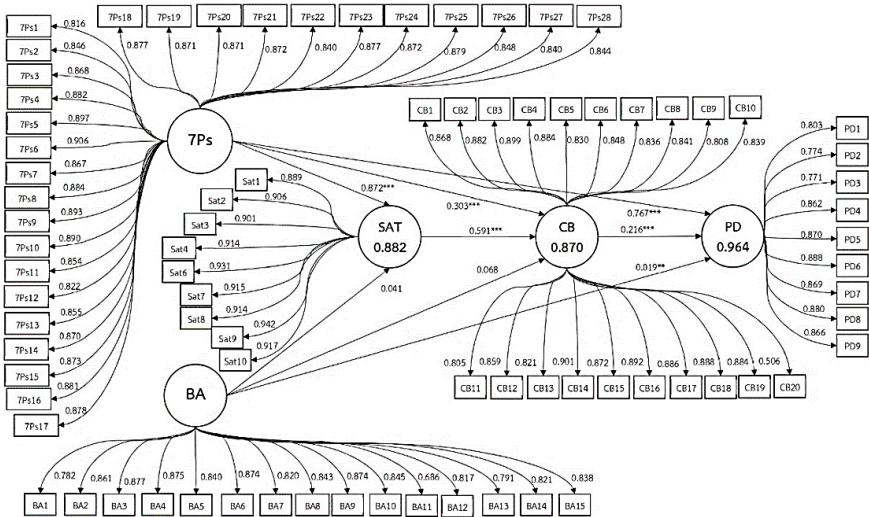 7Ps18 7Ps19 7Ps20 7Ps21 7Ps22 7Ps23 7Ps24 7Ps25 7Ps26 7Ps27 7Ps28
0.877 0.871 0.871 0.872 0.840 0.877 0.872 0.879 0.848 0.840 0.844
7Ps1 0.816
7Ps2 0.846
7Ps3 0.868
7Ps4 0.882
7Ps5 0.897
7Ps6 0.906
7Ps7 0.867
7Ps8 0.884
7Ps9 0.893
7Ps10 0.890
7Ps11 0.854
7Ps12 0.822
7Ps13 0.855
7Ps14 0.870
7Ps15 0.873
7Ps16 0.881
7Ps17 0.878
7Ps
CB1 CB2 CB3 CB4 CB5 CB6 CB7 CB8 CB9 CB10
0.868 0.882 0.899 0.884 0.830 0.848 0.836 0.841 0.808 0.839
Sat1 0.889
Sat2 0.906
Sat3 0.901
Sat4 0.914
Sat6 0.931
Sat7 0.915
Sat8 0.914
Sat9 0.942
Sat10 0.917
0.872***
0.303***
0.767***
SAT
0.882
0.591***
CB
0.870
0.216***
PD
0.964
0.041
0.068
0.019**
0.803 PD1
0.774 PD2
0.771 PD3
0.862 PD4
0.870 PD5
0.888 PD6
0.869 PD7
0.880 PD8
0.866 PD9
0.805 0.859 0.821 0.901 0.872 0.892 0.886 0.888 0.884 0.506
CB11 CB12 CB13 CB14 CB15 CB16 CB17 CB18 CB19 CB20
BA
0.782 0.861 0.877 0.875 0.840 0.874 0.820 0.843 0.874 0.845 0.686 0.817 0.791 0.821 0.838
BA1 BA2 BA3 BA4 BA5 BA6 BA7 BA8 BA9 BA10 BA11 BA12 BA13 BA14 BA15